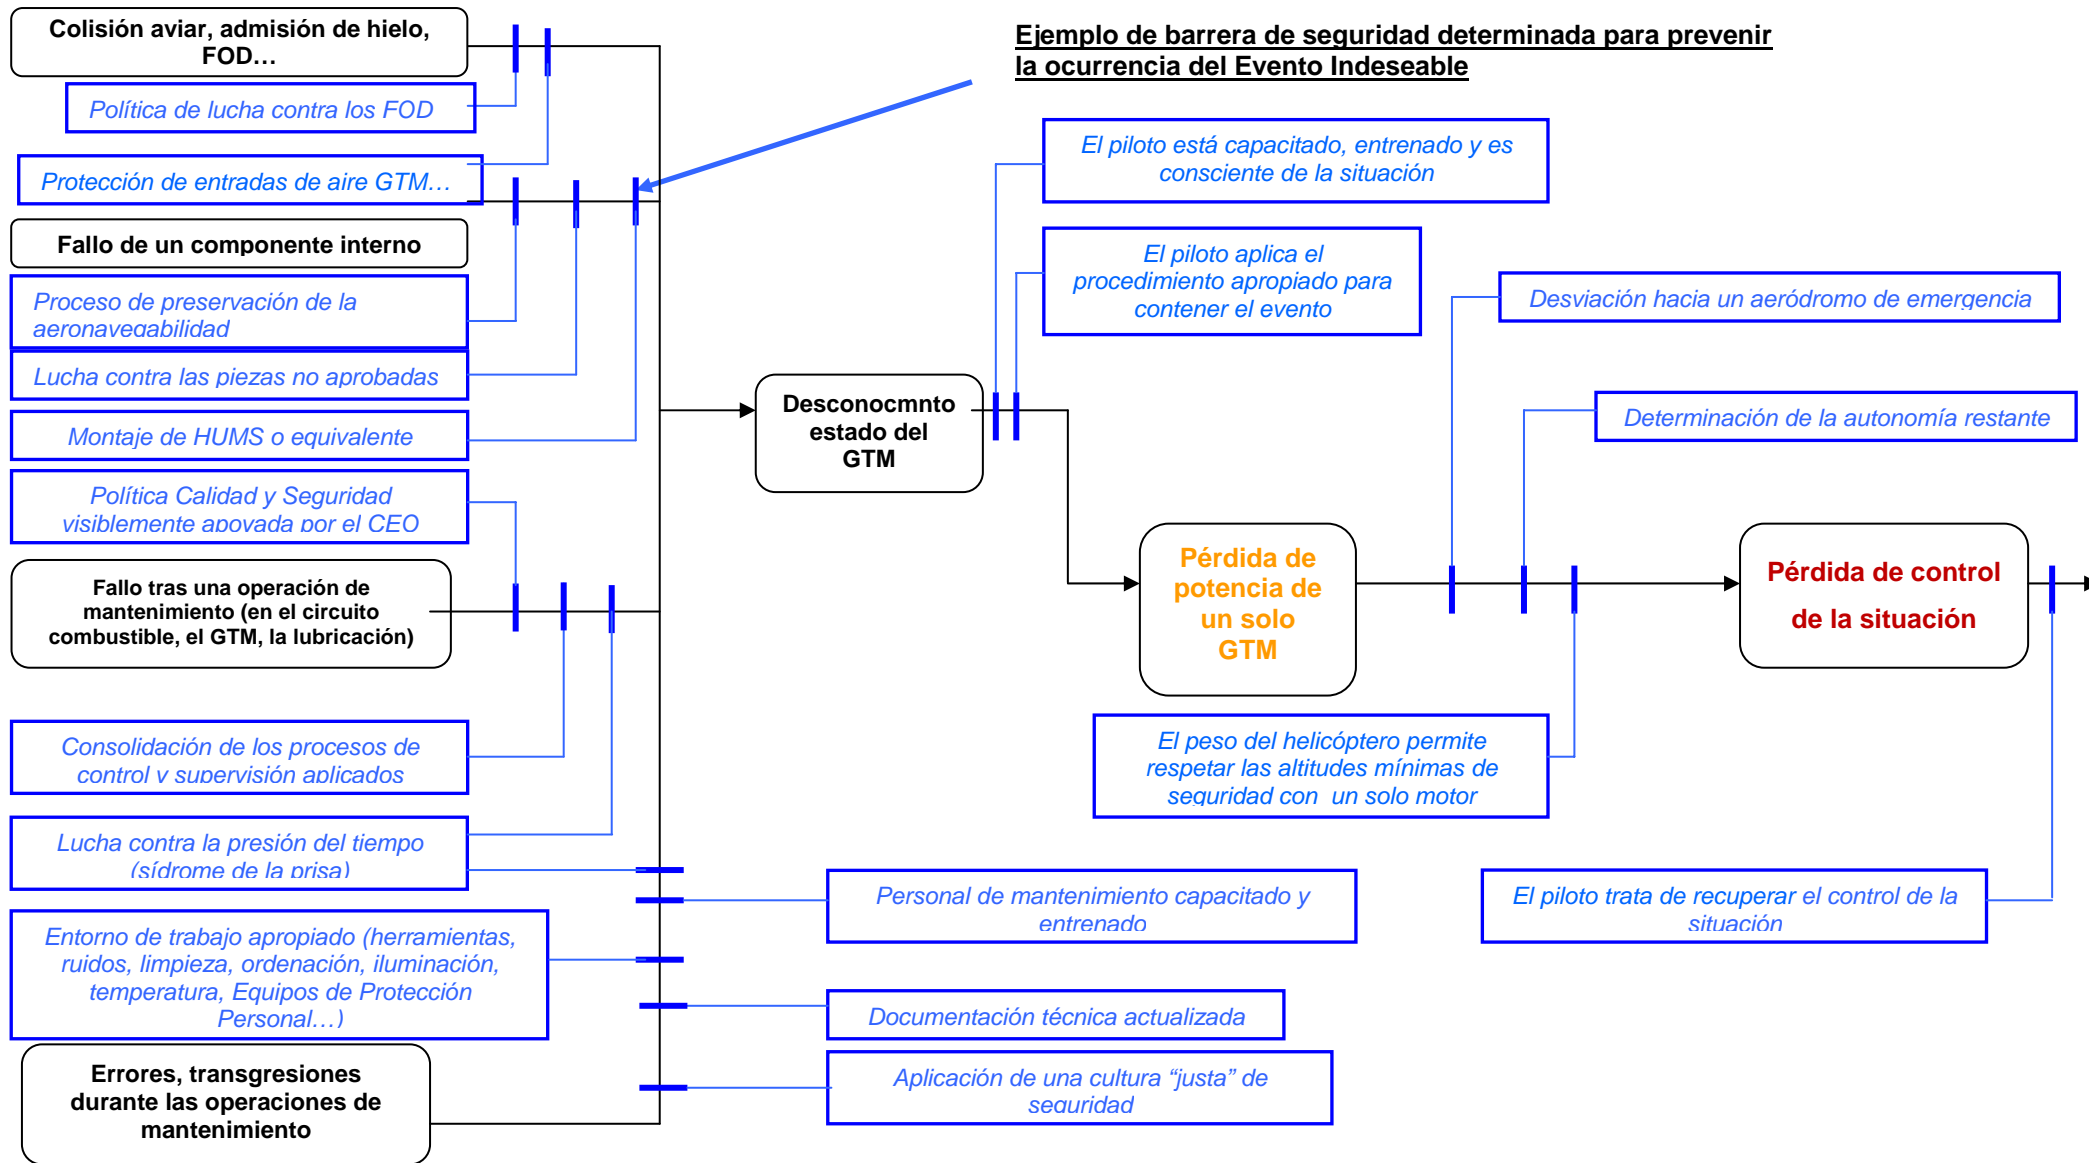 Colisión aviar, admisión de hielo,
FOD…
Política de lucha contra los FOD
Protección de entradas de aire GTM…
Fallo de un componente interno
Proceso de preservación de la
aeronavegabilidad
Lucha contra las piezas no aprobadas
Montaje de HUMS o equivalente
Política Calidad y Seguridad
visiblemente apoyada por el CEO
Fallo tras una operación de
mantenimiento (en el circuito
combustible, el GTM, la lubricación)
Consolidación de los procesos de
control y supervisión aplicados
Lucha contra la presión del tiempo
(sídrome de la prisa)
Entorno de trabajo apropiado (herramientas,
ruidos, limpieza, ordenación, iluminación,
temperatura, Equipos de Protección
Personal…)
Errores, transgresiones
durante las operaciones de
mantenimiento
Ejemplo de barrera de seguridad determinada para prevenir
la ocurrencia del Evento Indeseable
El piloto está capacitado, entrenado y es
consciente de la situación
El piloto aplica el
procedimiento apropiado para
contener el evento
Desviación hacia un aeródromo de emergencia
Desconocmnto
estado del
GTM
Determinación de la autonomía restante
Pérdida de
potencia de
un solo
GTM
Pérdida de control
de la situación
El peso del helicóptero permite
respetar las altitudes mínimas de
seguridad con un solo motor
Personal de mantenimiento capacitado y
entrenado
El piloto trata de recuperar el control de la
situación
Documentación técnica actualizada
Aplicación de una cultura “justa” de
seguridad